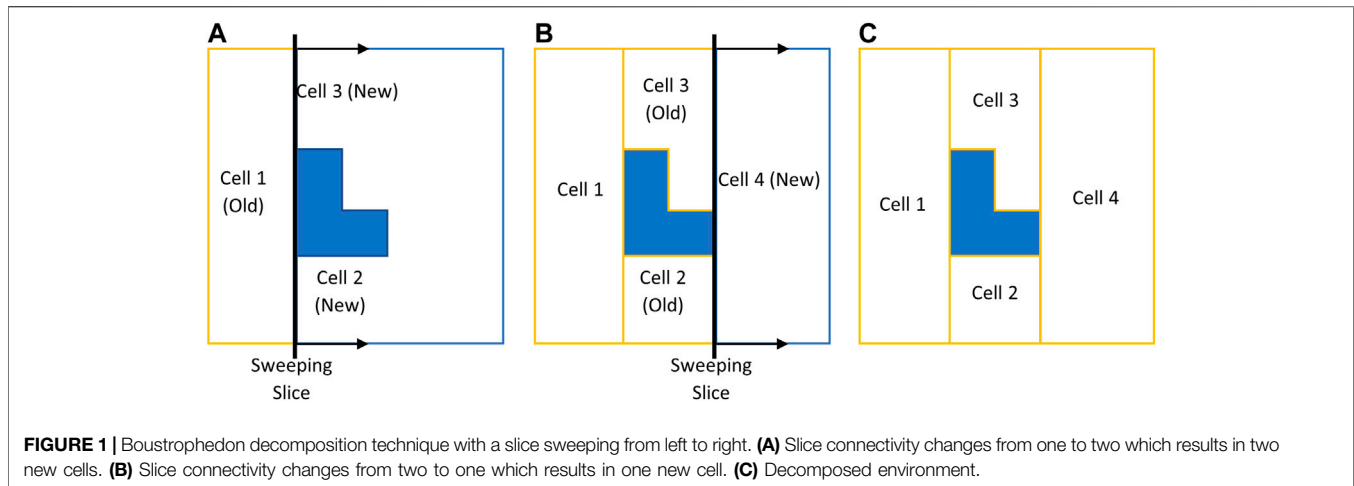 A
B
C
Cell 3 (New)
Cell 1
(Old)
Cell 2
(New)
Sweeping
Slice
Cell 3
(Old)
Cell 1
Cell 4 (New)
Cell 2
(Old)
Sweeping
Slice
Cell 3
Cell 1
Cell 4
Cell 2
FIGURE 1 | Boustrophedon decomposition technique with a slice sweeping from left to right. (A) Slice connectivity changes from one to two which results in two
new cells. (B) Slice connectivity changes from two to one which results in one new cell. (C) Decomposed environment.